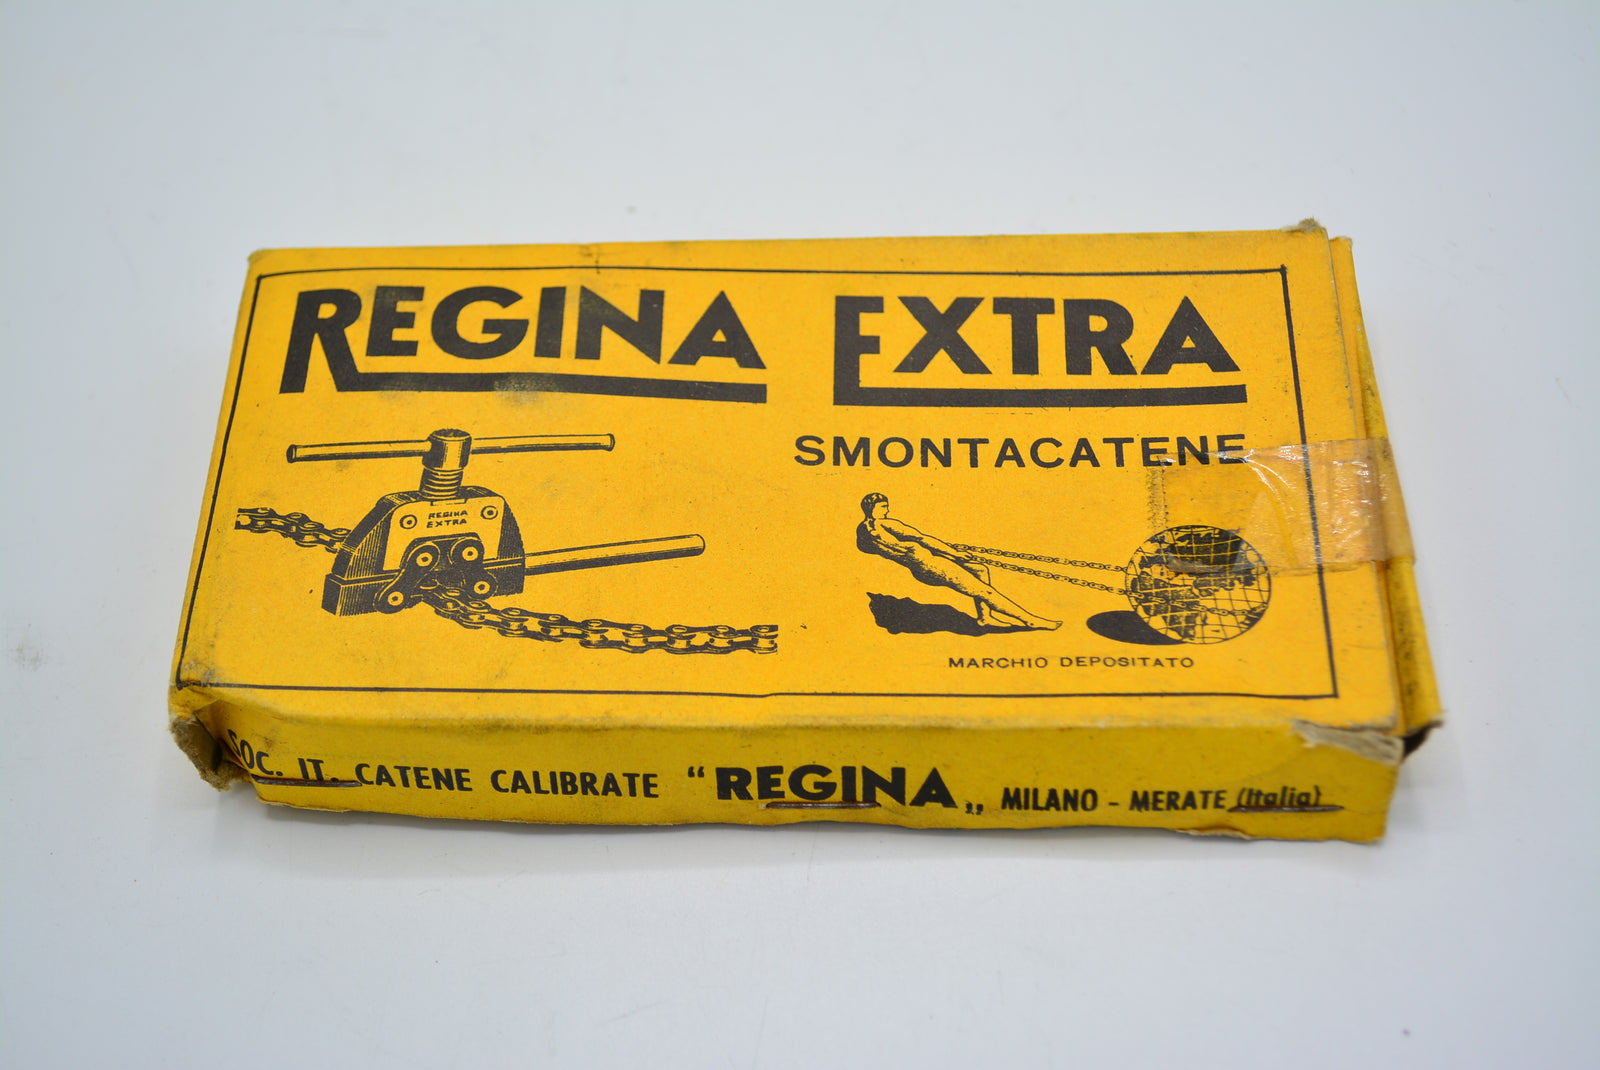 REGINA EXTRA
SMONTACATENE
REGINA
EXTRA
MARCHIO DEPOSITATO
SOC. IT. CATENE CALIBRATE “REGINA„ MILANO - MERATE (Italia)